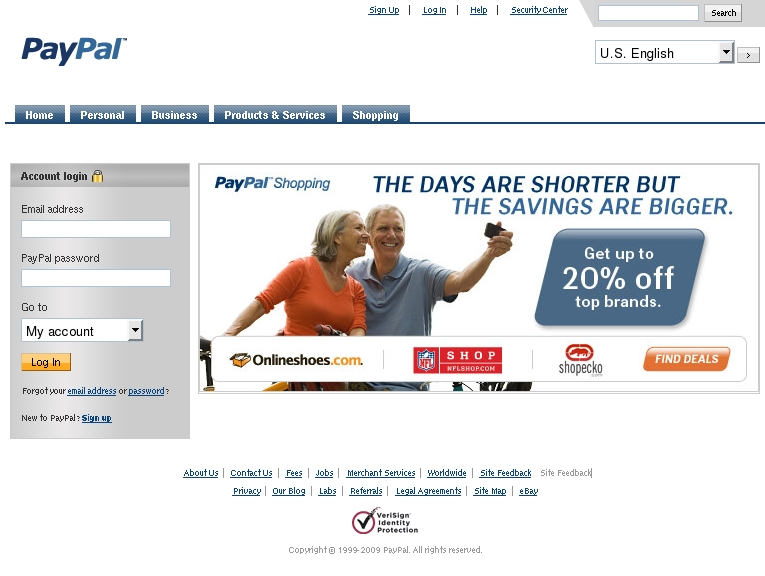 Sign Up | Log In | Help | Security Center Search
PayPal™
U.S. English >
Home Personal Business Products & Services Shopping
Account login
Email address
PayPal password
Go to
My account
Log In
Forgot your email address or password?
New to PayPal? Sign up
PayPal™ Shopping
THE DAYS ARE SHORTER BUT
THE SAVINGS ARE BIGGER.
Get up to
20% off
top brands.
Onlineshoes.com.
NFL SHOP
NFLSHOP.COM
shopecko
FIND DEALS
About Us | Contact Us | Fees | Jobs | Merchant Services | Worldwide | Site Feedback Site Feedback
Privacy | Our Blog | Labs | Referrals | Legal Agreements | Site Map | eBay
VeriSign
Identity
Protection
Copyright © 1999-2009 PayPal. All rights reserved.